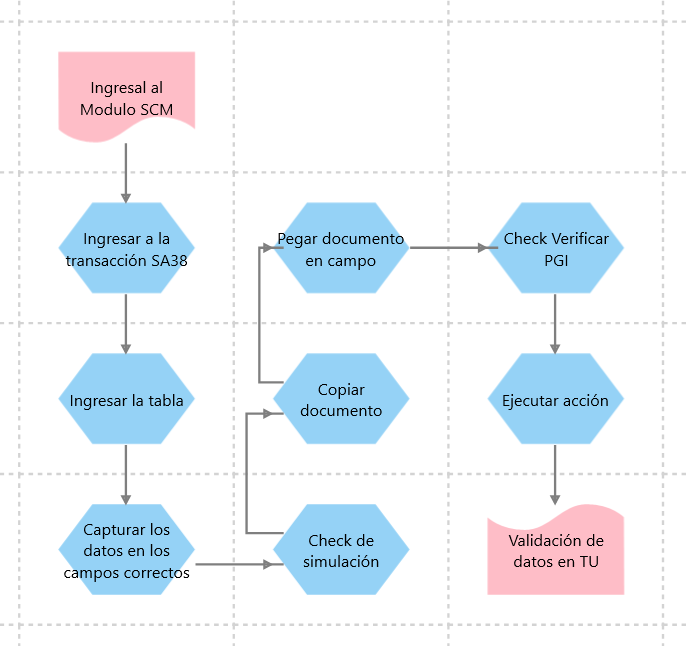 Ingresal al
Modulo SCM
Ingresar a la
transacción SA38
Ingresar la tabla
Capturar los
datos en los
campos correctos
Check de
simulación
Copiar
documento
Pegar documento
en campo
Check Verificar
PGI
Ejecutar acción
Validación de
datos en TU